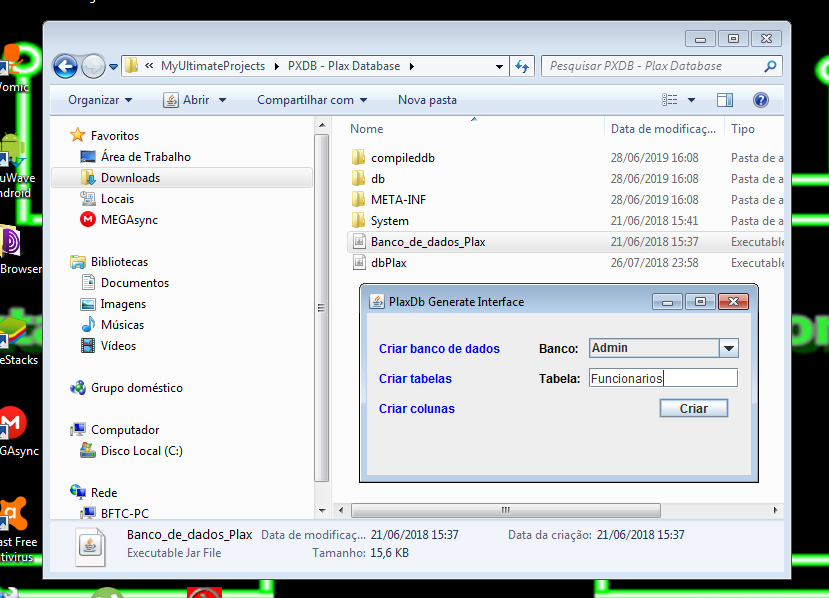 « MyUltimateProjects PXDB - Plax Database
Pesquisar PXDB - Plax Database
Organizar Abrir Compartilhar com Nova pasta
Favoritos
Área de Trabalho
Downloads
Locais
MEGAsync
Bibliotecas
Documentos
Imagens
Músicas
Vídeos
Grupo doméstico
Computador
Disco Local (C:)
Rede
BFTC-PC
Nome Data de modificaç... Tipo
compileddb 28/06/2019 16:08 Pasta de a
db 28/06/2019 16:08 Pasta de a
META-INF 28/06/2019 16:08 Pasta de a
System 21/06/2018 15:41 Pasta de a
Banco_de_dados_Plax 21/06/2018 15:37 Executable
dbPlax 26/07/2018 23:58 Executable
PlaxDb Generate Interface
Criar banco de dados Banco: Admin
Criar tabelas Tabela: Funcionarios
Criar colunas Criar
Banco_de_dados_Plax Data de modificaç... 21/06/2018 15:37 Data da criação: 21/06/2018 15:37
Executable Jar File Tamanho: 15,6 KB
omic
uWave
ndroid
Browser
eStacks
GAsync
ast Free
tivirus